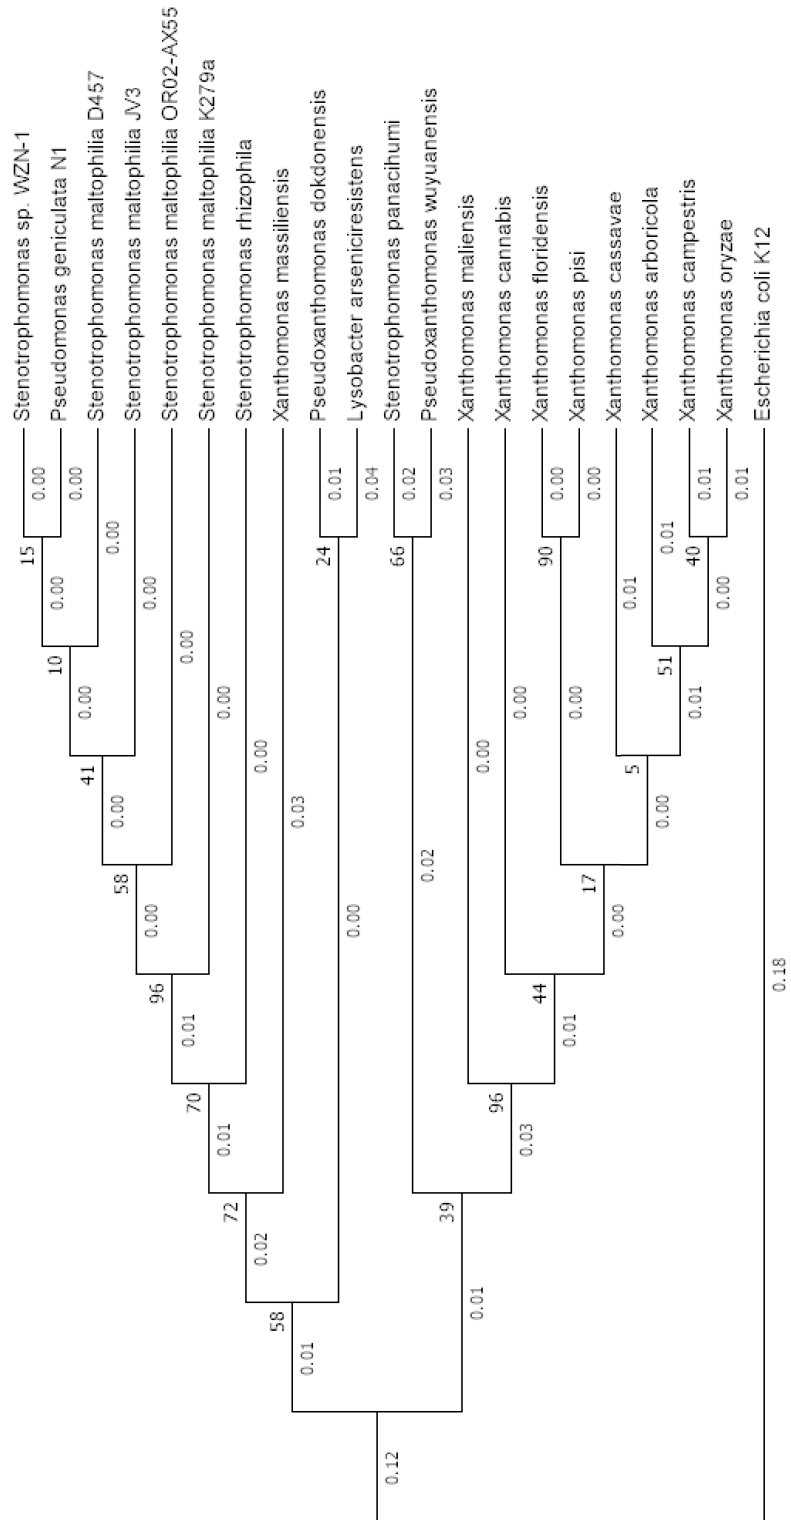 Stenotrophomonas sp. WZN-1
Pseudomonas geniculata N1
Stenotrophomonas maltophilia D457
Stenotrophomonas maltophilia JV3
Stenotrophomonas maltophilia OR02-AX55
Stenotrophomonas maltophilia K279a
Stenotrophomonas rhizophila
Xanthomonas massiliensis
Pseudoxanthomonas dokdonensis
Lysobacter arseniciresistens
Stenotrophomonas panacihumi
Pseudoxanthomonas wuyuanensis
Xanthomonas maliensis
Xanthomonas cannabis
Xanthomonas floridensis
Xanthomonas pisi
Xanthomonas cassavae
Xanthomonas arboricola
Xanthomonas campestris
Xanthomonas oryzae
Escherichia coli K12
0.00
0.00
15
0.00
0.00
10
0.00
0.00
41
0.00
0.00
58
0.00
0.00
96
0.01
0.00
70
0.01
0.03
72
0.02
0.01
0.04
24
0.00
58
0.01
0.02
0.03
66
0.02
0.00
0.00
0.00
0.00
90
0.00
0.01
0.01
0.01
0.01
40
0.00
51
0.01
5
0.00
17
0.00
44
0.01
96
0.03
39
0.01
0.12
0.18